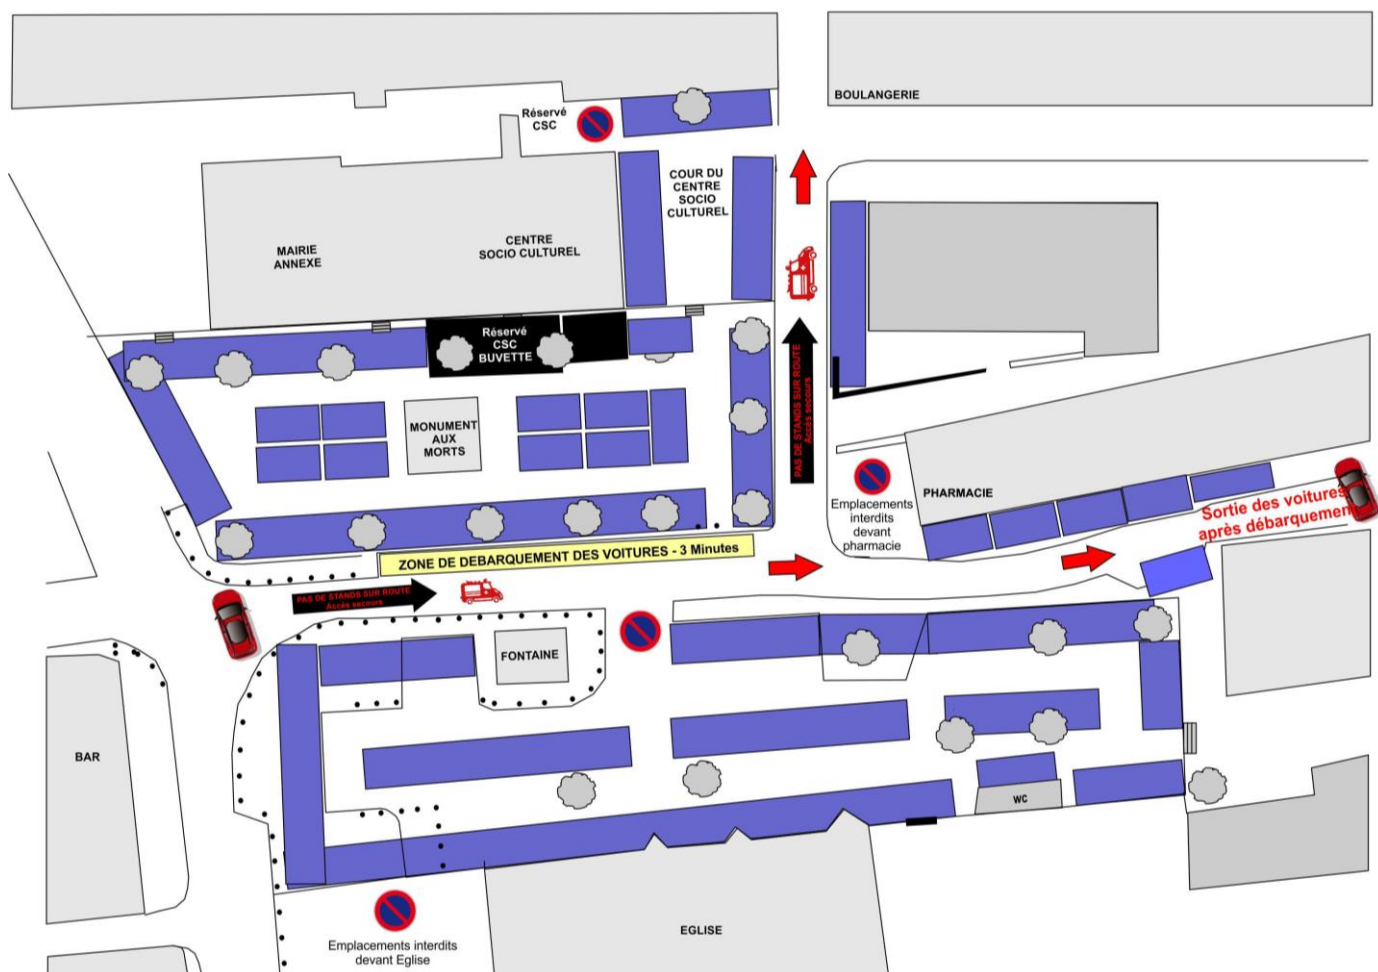 BOULANGERIE
Réservé
CSC
COUR DU
CENTRE
SOCIO
CULTUREL
MAIRIE
ANNEXE
CENTRE
SOCIO CULTUREL
Réservé
CSC
BUVETTE
PAS DE STANDS SUR ROUTE
Accès secours
MONUMENT
AUX
MORTS
PHARMACIE
Emplacements
interdits
devant
pharmacie
Sortie des voitures
après débarquement
ZONE DE DEBARQUEMENT DES VOITURES - 3 Minutes
PAS DE STANDS SUR ROUTE
Accès secours
FONTAINE
BAR
WC
EGLISE
Emplacements interdits
devant Eglise